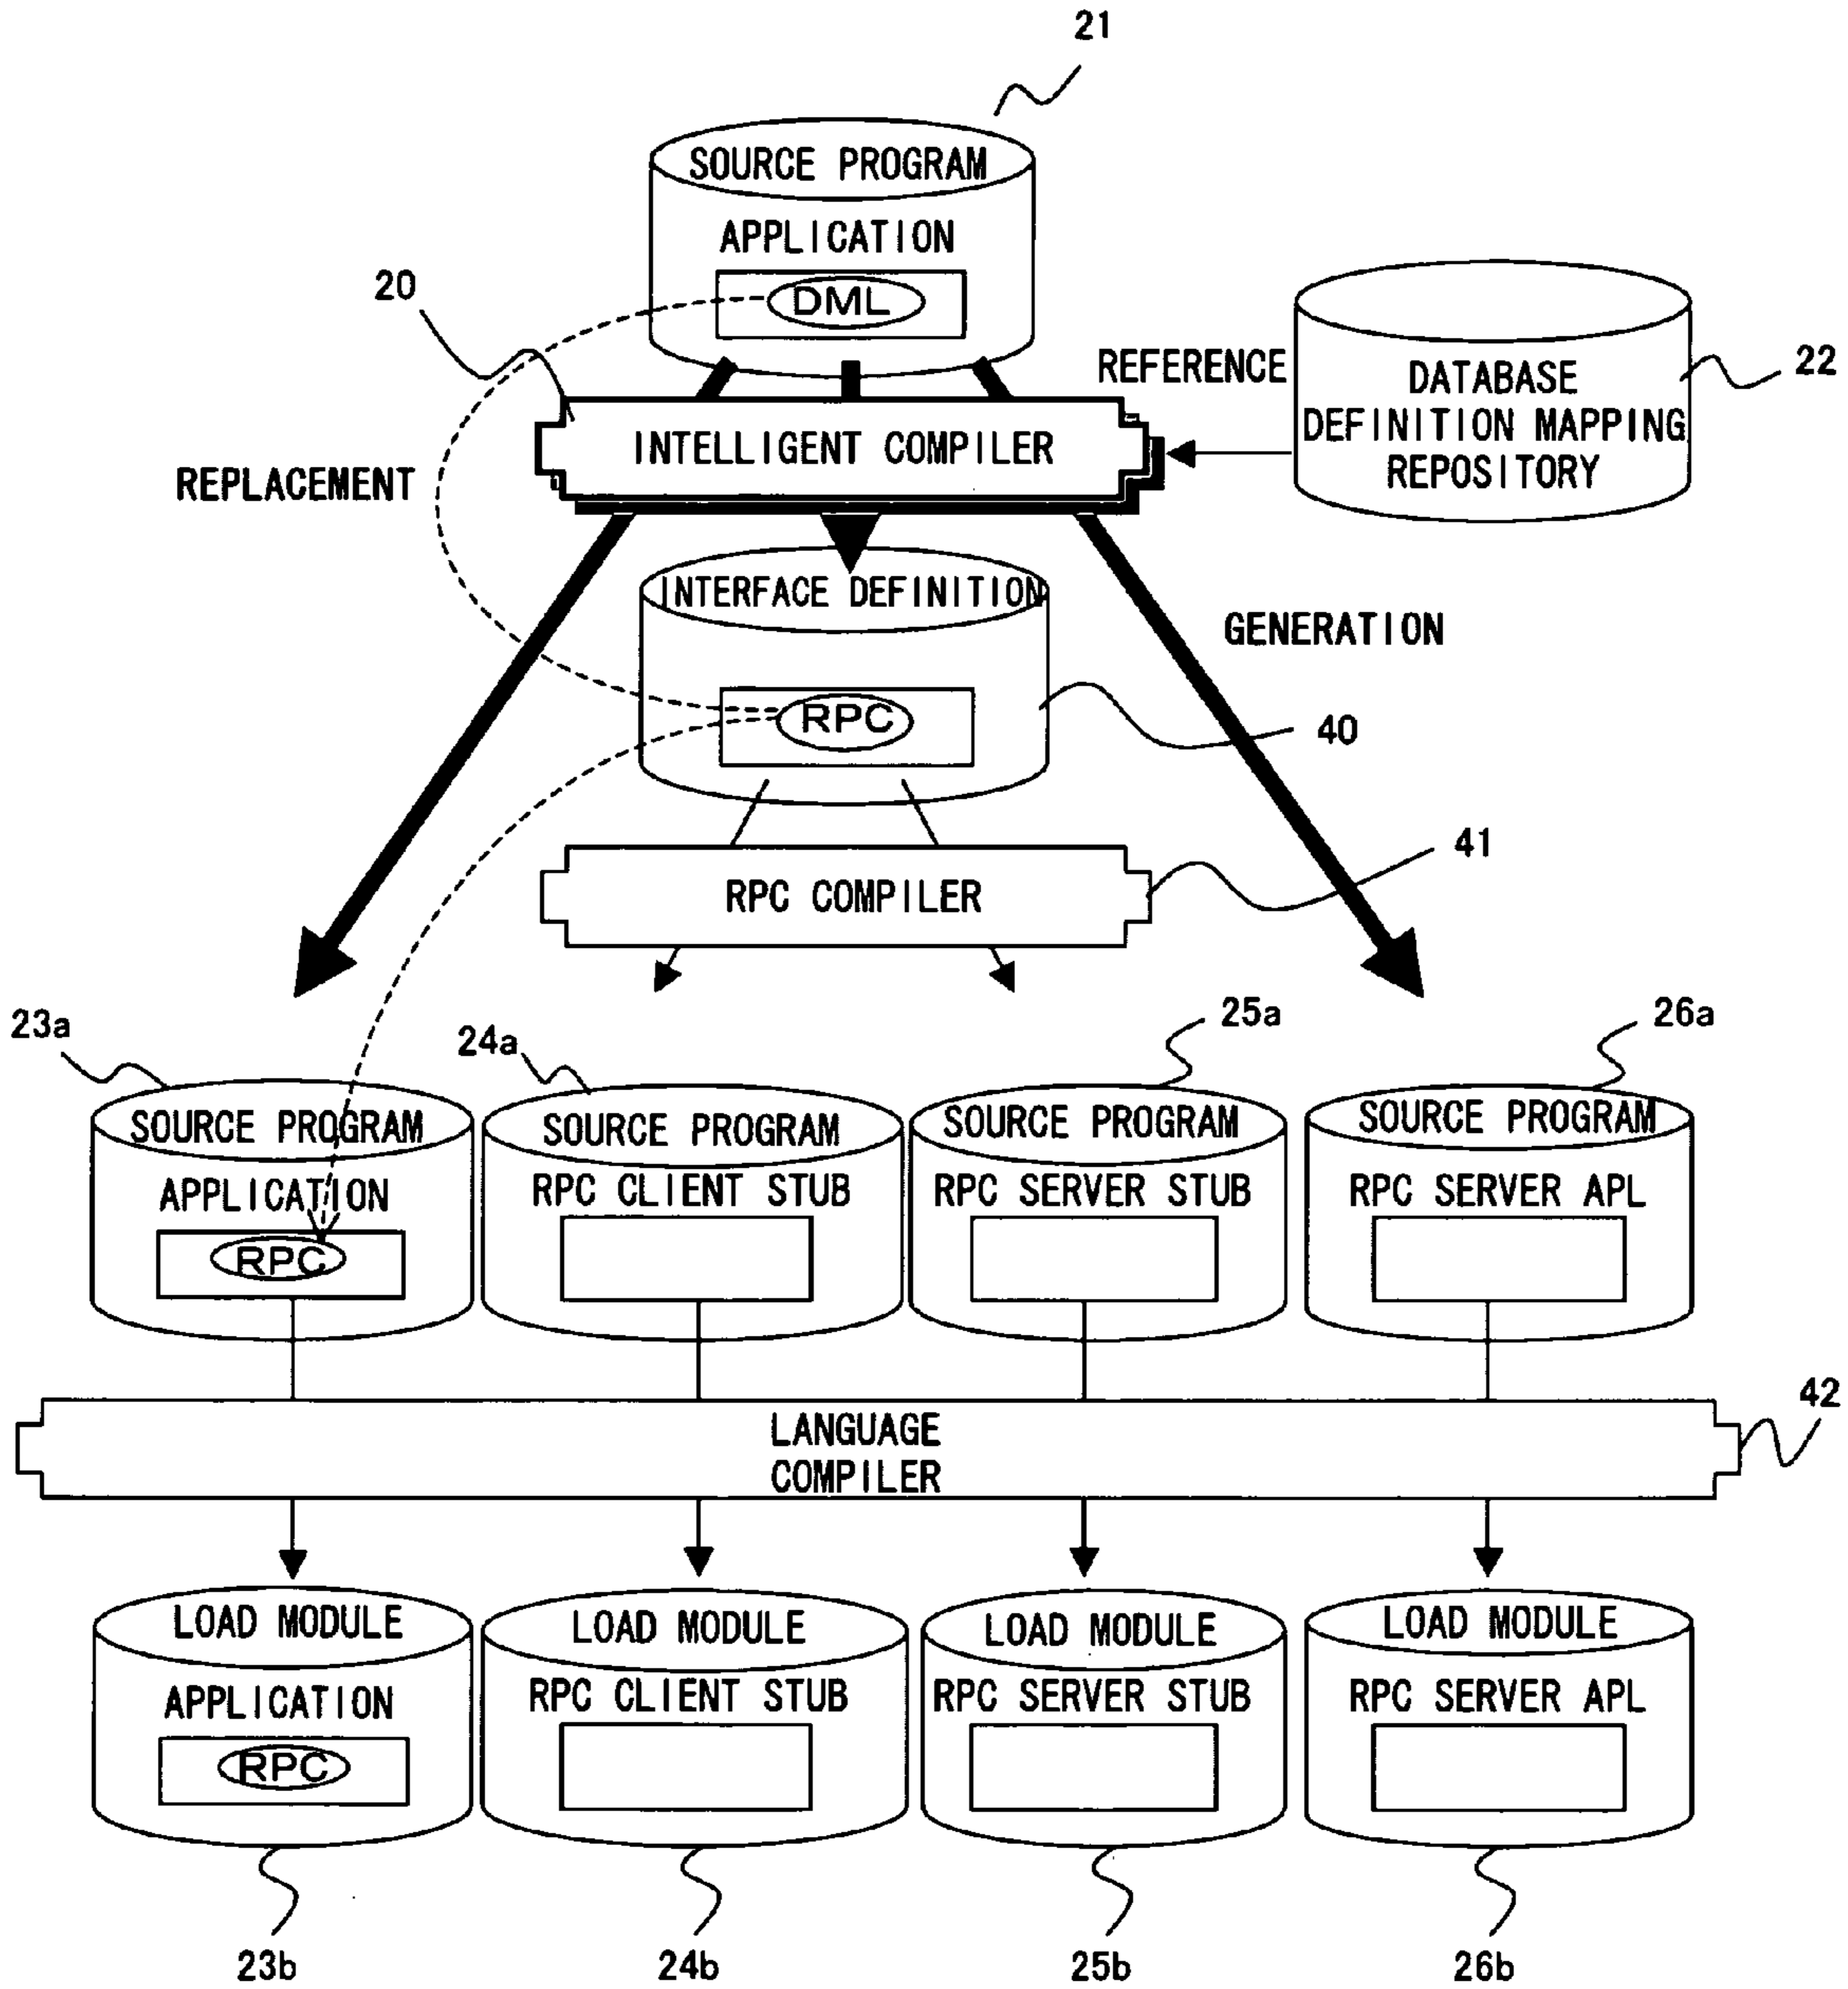 21
SOURCE PROGRAM
APPLICATION
DML
20
REFERENCE
DATABASE
DEFINITION MAPPING
REPOSITORY
22
INTELLIGENT COMPILER
REPLACEMENT
INTERFACE DEFINITION
GENERATION
RPC
40
41
RPC COMPILER
23a
24a
25a
26a
SOURCE PROGRAM
APPLICATION
RPC
SOURCE PROGRAM
RPC CLIENT STUB
SOURCE PROGRAM
RPC SERVER STUB
SOURCE PROGRAM
RPC SERVER APL
42
LANGUAGE
COMPILER
LOAD MODULE
APPLICATION
RPC
LOAD MODULE
RPC CLIENT STUB
LOAD MODULE
RPC SERVER STUB
LOAD MODULE
RPC SERVER APL
23b
24b
25b
26b